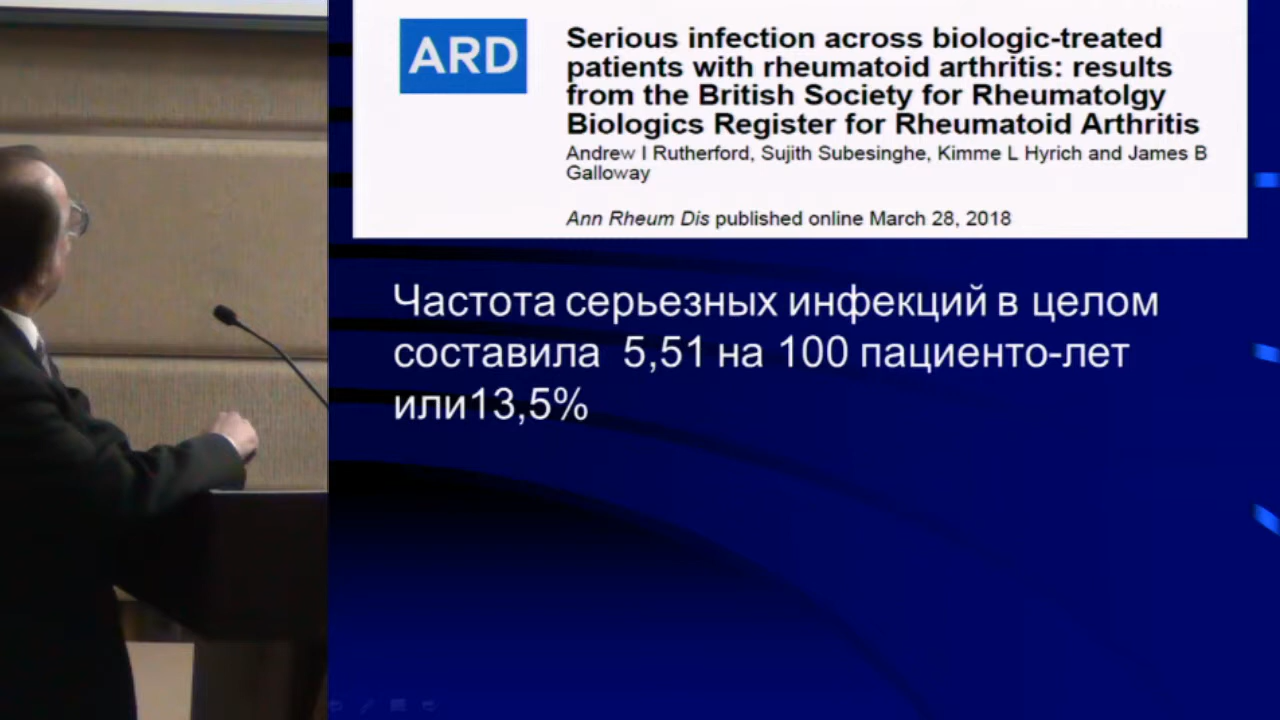 ARD
Serious infection across biologic-treated
patients with rheumatoid arthritis: results
from the British Society for Rheumatolgy
Biologics Register for Rheumatoid Arthritis
Andrew I Rutherford, Sujith Subesinghe, Kimme L Hyrich and James B
Galloway
Ann Rheum Dis published online March 28, 2018
Частота серьезных инфекций в целом
составила 5,51 на 100 пациенто-лет
или13,5%